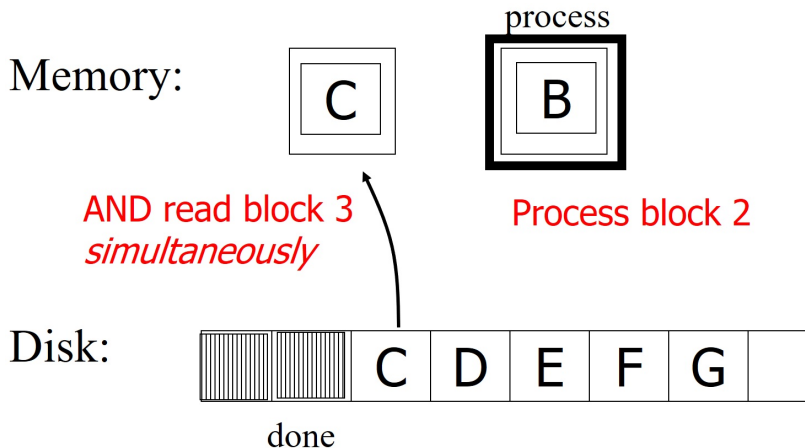 process
Memory:
C
B
AND read block 3
simultaneously
Process block 2
Disk:
C D E F G
done